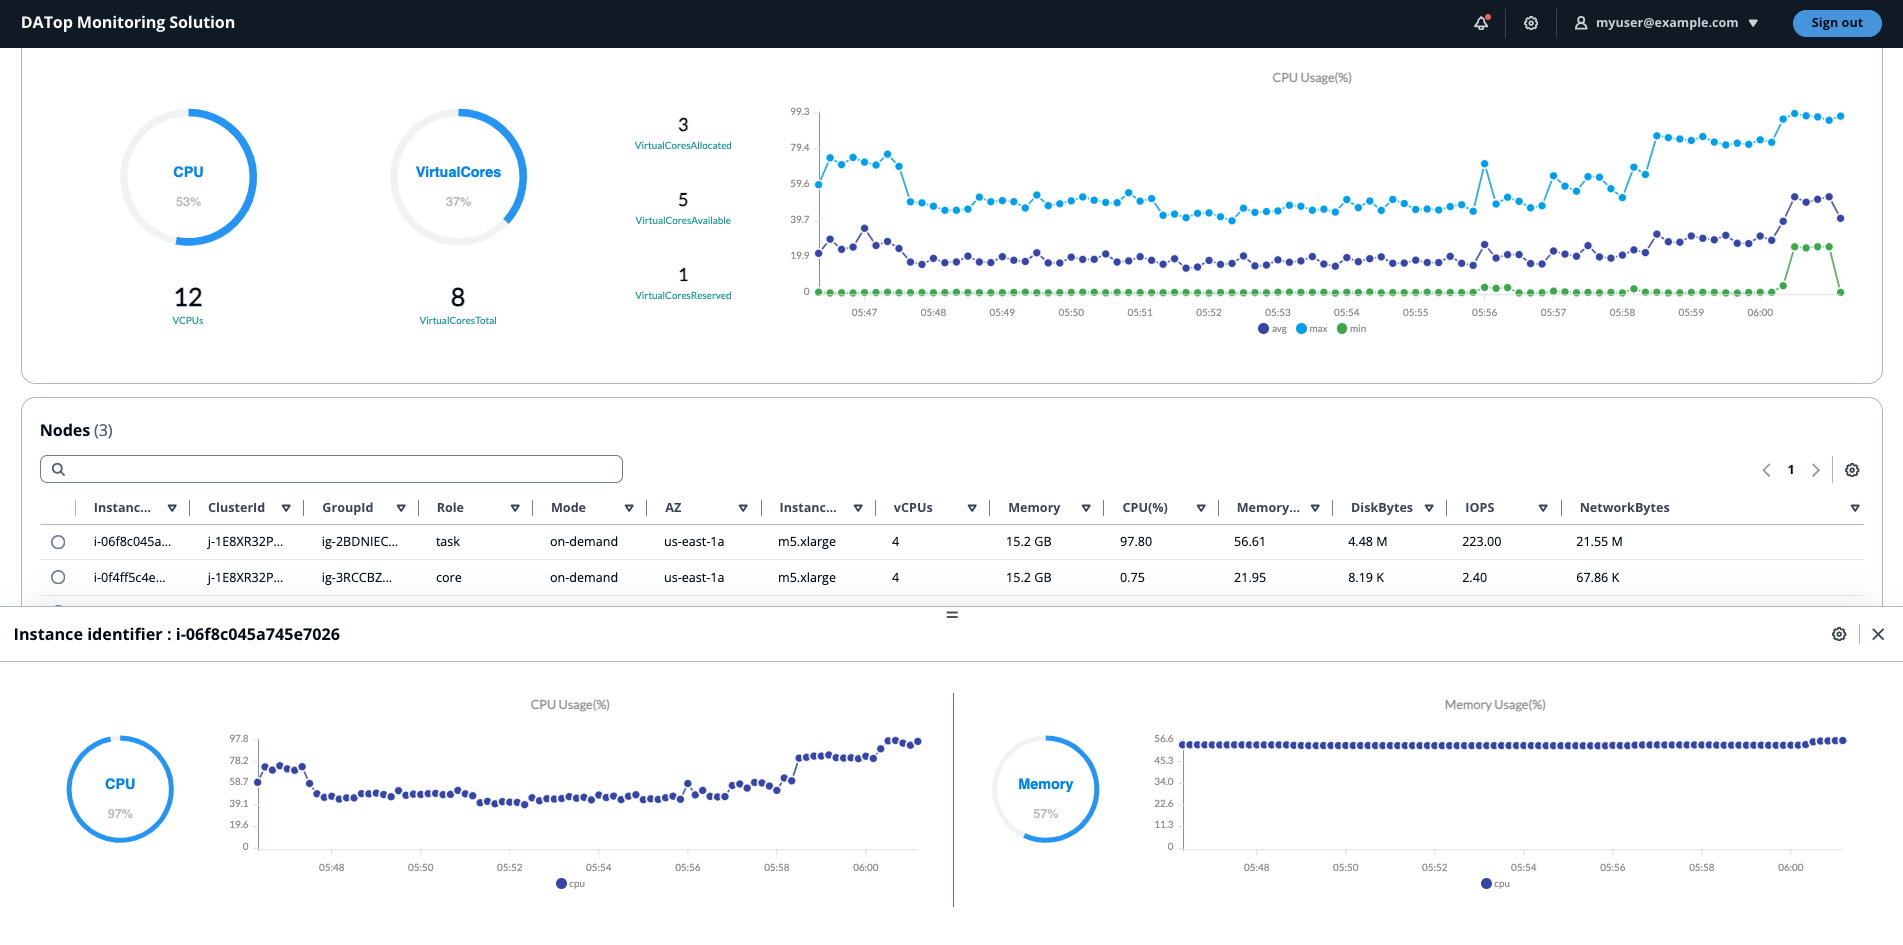 DATop Monitoring Solution
myuser@example.com
Sign out
CPU
53%
12
VCPUs
VirtualCores
37%
8
VirtualCoresTotal
3
VirtualCoresAllocated
5
VirtualCoresAvailable
1
VirtualCoresReserved
CPU Usage(%)
99.3
79.4
59.6
39.7
19.9
0
05:47 05:48 05:49 05:50 05:51 05:52 05:53 05:54 05:55 05:56 05:57 05:58 05:59 06:00
avg max min
Nodes (3)
1
Instanc... ClusterId GroupId Role Mode AZ Instanc... vCPUs Memory CPU(%) Memory... DiskBytes IOPS NetworkBytes
i-06f8c045a... j-1E8XR32P... ig-2BDNIEC... task on-demand us-east-1a m5.xlarge 4 15.2 GB 97.80 56.61 4.48 M 223.00 21.55 M
i-0f4ff5c4e... j-1E8XR32P... ig-3RCCBZ... core on-demand us-east-1a m5.xlarge 4 15.2 GB 0.75 21.95 8.19 K 2.40 67.86 K
Instance identifier : i-06f8c045a745e7026
CPU
97%
CPU Usage(%)
97.8
78.2
58.7
39.1
19.6
0
05:48 05:50 05:52 05:54 05:56 05:58 06:00
cpu
Memory
57%
Memory Usage(%)
56.6
45.3
34.0
22.6
11.3
0
05:48 05:50 05:52 05:54 05:56 05:58 06:00
cpu